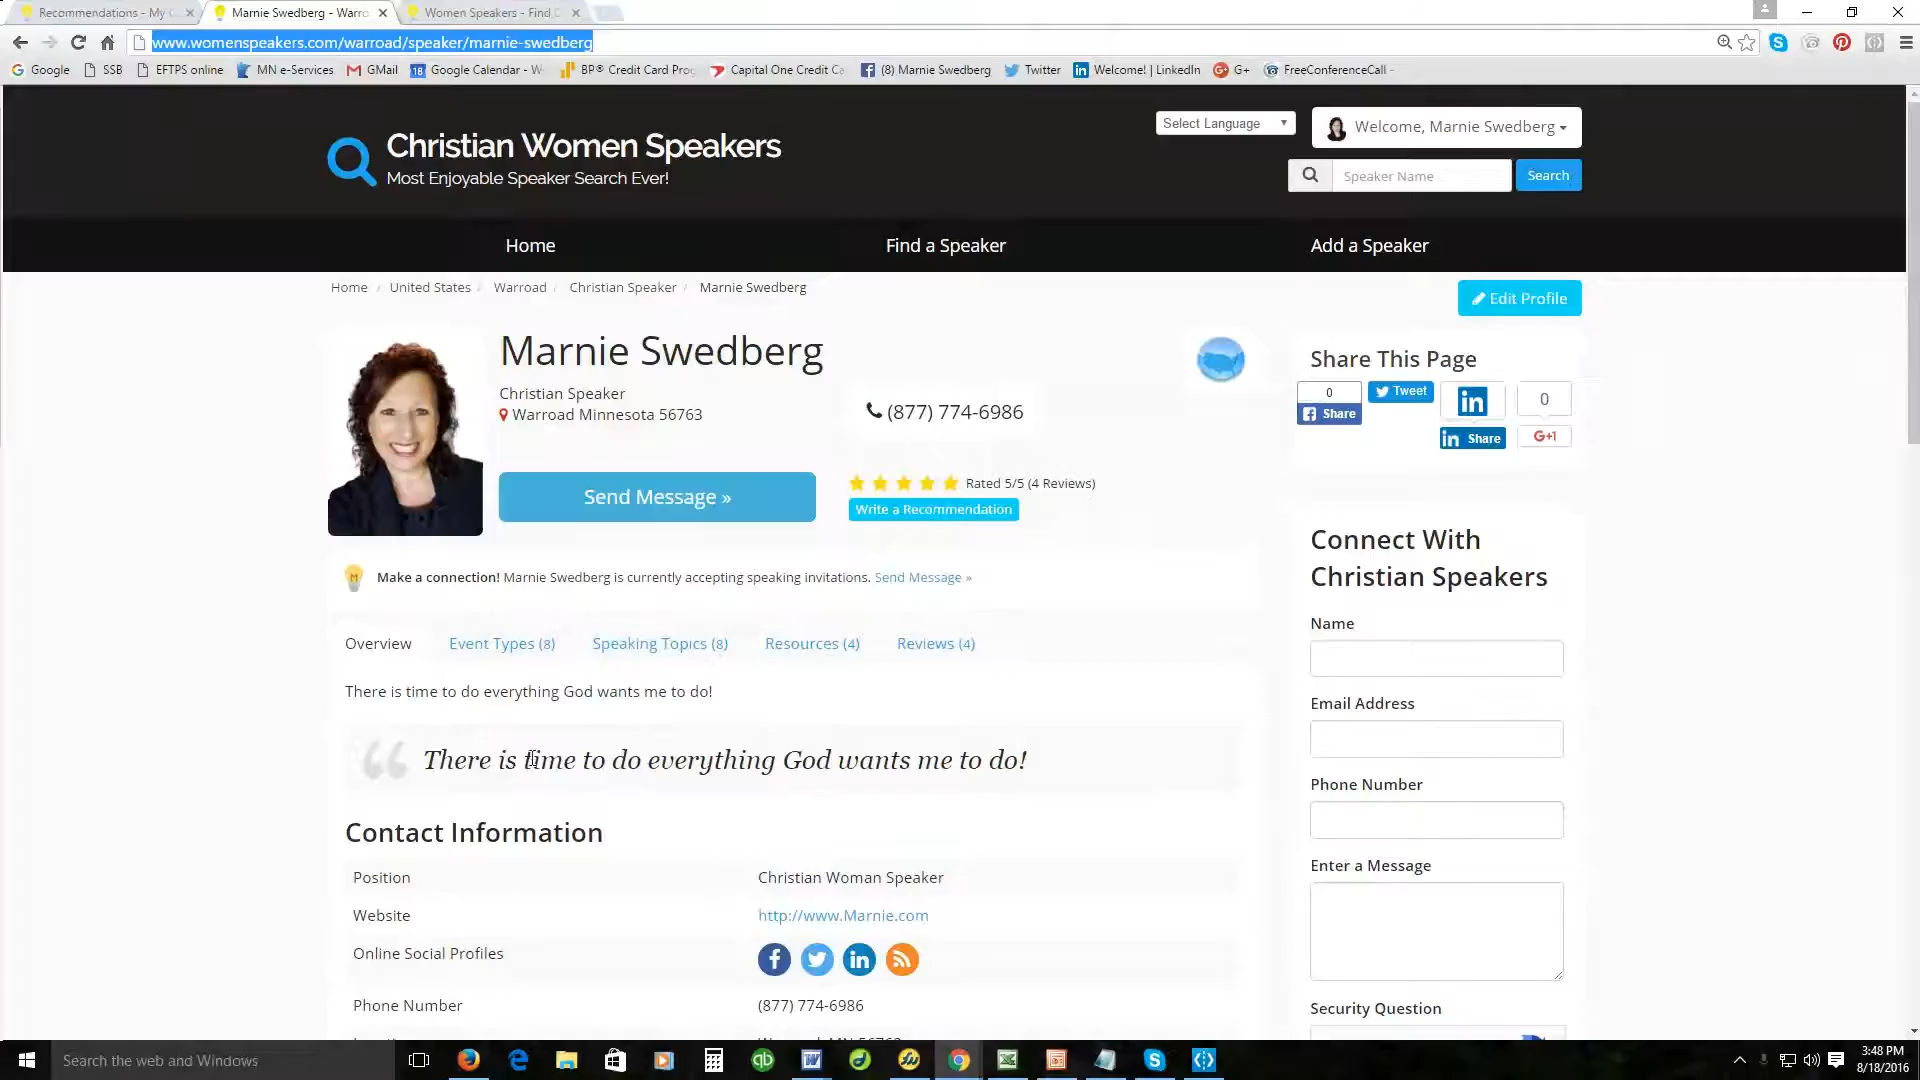 Recommendations - My
Marnie Swedberg - Warro
Women Speakers - Find
www.womenspeakers.com/warroad/speaker/marnie-swedberg
Google
SSB
EFTPS online
MN e-Services
GMail
Google Calendar - W
BP® Credit Card Pro
Capital One Credit Ca
(8) Marnie Swedberg
Twitter
Welcome! | LinkedIn
G+
FreeConferenceCall -
Christian Women Speakers
Most Enjoyable Speaker Search Ever!
Select Language
Welcome, Marnie Swedberg
Speaker Name
Search
Home
Find a Speaker
Add a Speaker
Home / United States / Warroad / Christian Speaker / Marnie Swedberg
Edit Profile
Marnie Swedberg
Christian Speaker
Warroad Minnesota 56763
(877) 774-6986
Send Message »
Rated 5/5 (4 Reviews)
Write a Recommendation
Share This Page
0
Share
Tweet
in
in Share
0
G+1
Make a connection! Marnie Swedberg is currently accepting speaking invitations. Send Message »
Overview
Event Types (8)
Speaking Topics (8)
Resources (4)
Reviews (4)
There is time to do everything God wants me to do!
There is time to do everything God wants me to do!
Contact Information
Position
Christian Woman Speaker
Website
http://www.Marnie.com
Online Social Profiles
Phone Number
(877) 774-6986
Connect With
Christian Speakers
Name
Email Address
Phone Number
Enter a Message
Security Question
Search the web and Windows
3:48 PM
8/18/2016